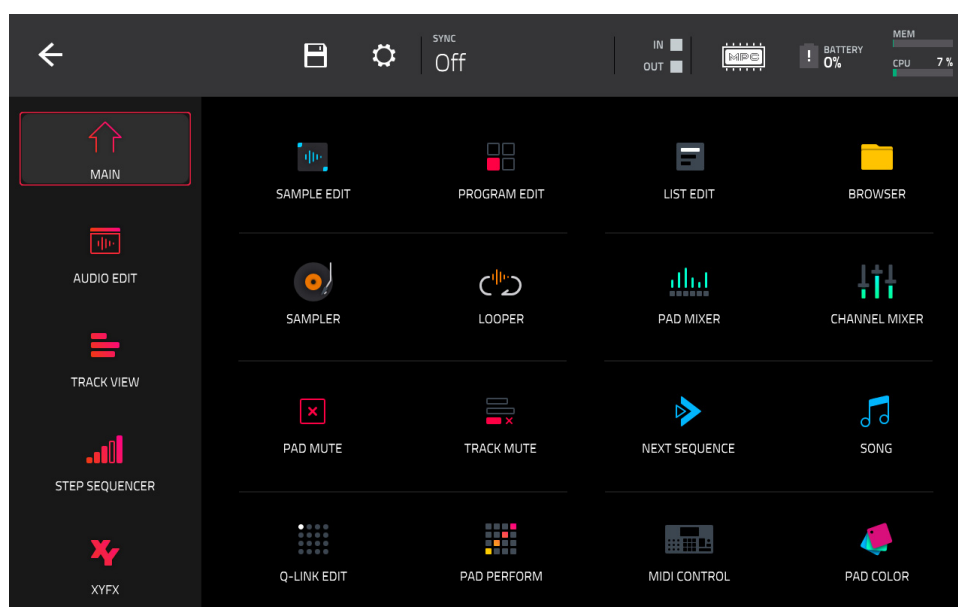 SYNC
Off
IN
OUT
MPC
!
BATTERY
0%
MEM
CPU 7 %
MAIN
AUDIO EDIT
TRACK VIEW
STEP SEQUENCER
XY
XYFX
SAMPLE EDIT
PROGRAM EDIT
LIST EDIT
BROWSER
SAMPLER
LOOPER
PAD MIXER
CHANNEL MIXER
PAD MUTE
TRACK MUTE
NEXT SEQUENCE
SONG
Q-LINK EDIT
PAD PERFORM
MIDI CONTROL
PAD COLOR